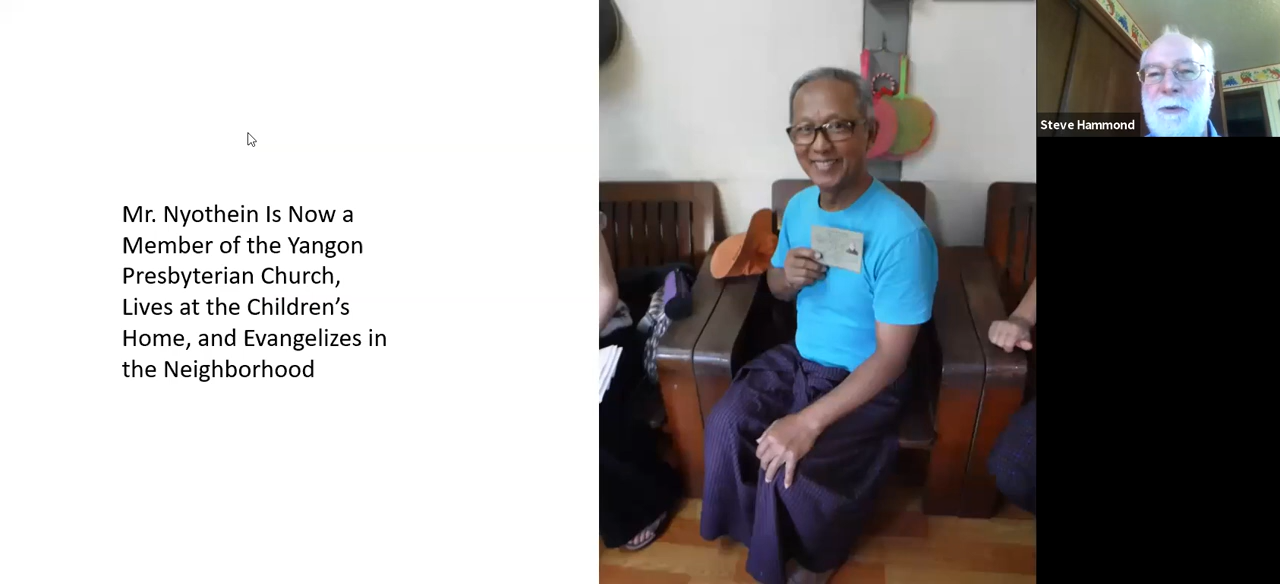 Mr. Nyothein Is Now a
Member of the Yangon
Presbyterian Church,
Lives at the Children's
Home, and Evangelizes in
the Neighborhood
Steve Hammond